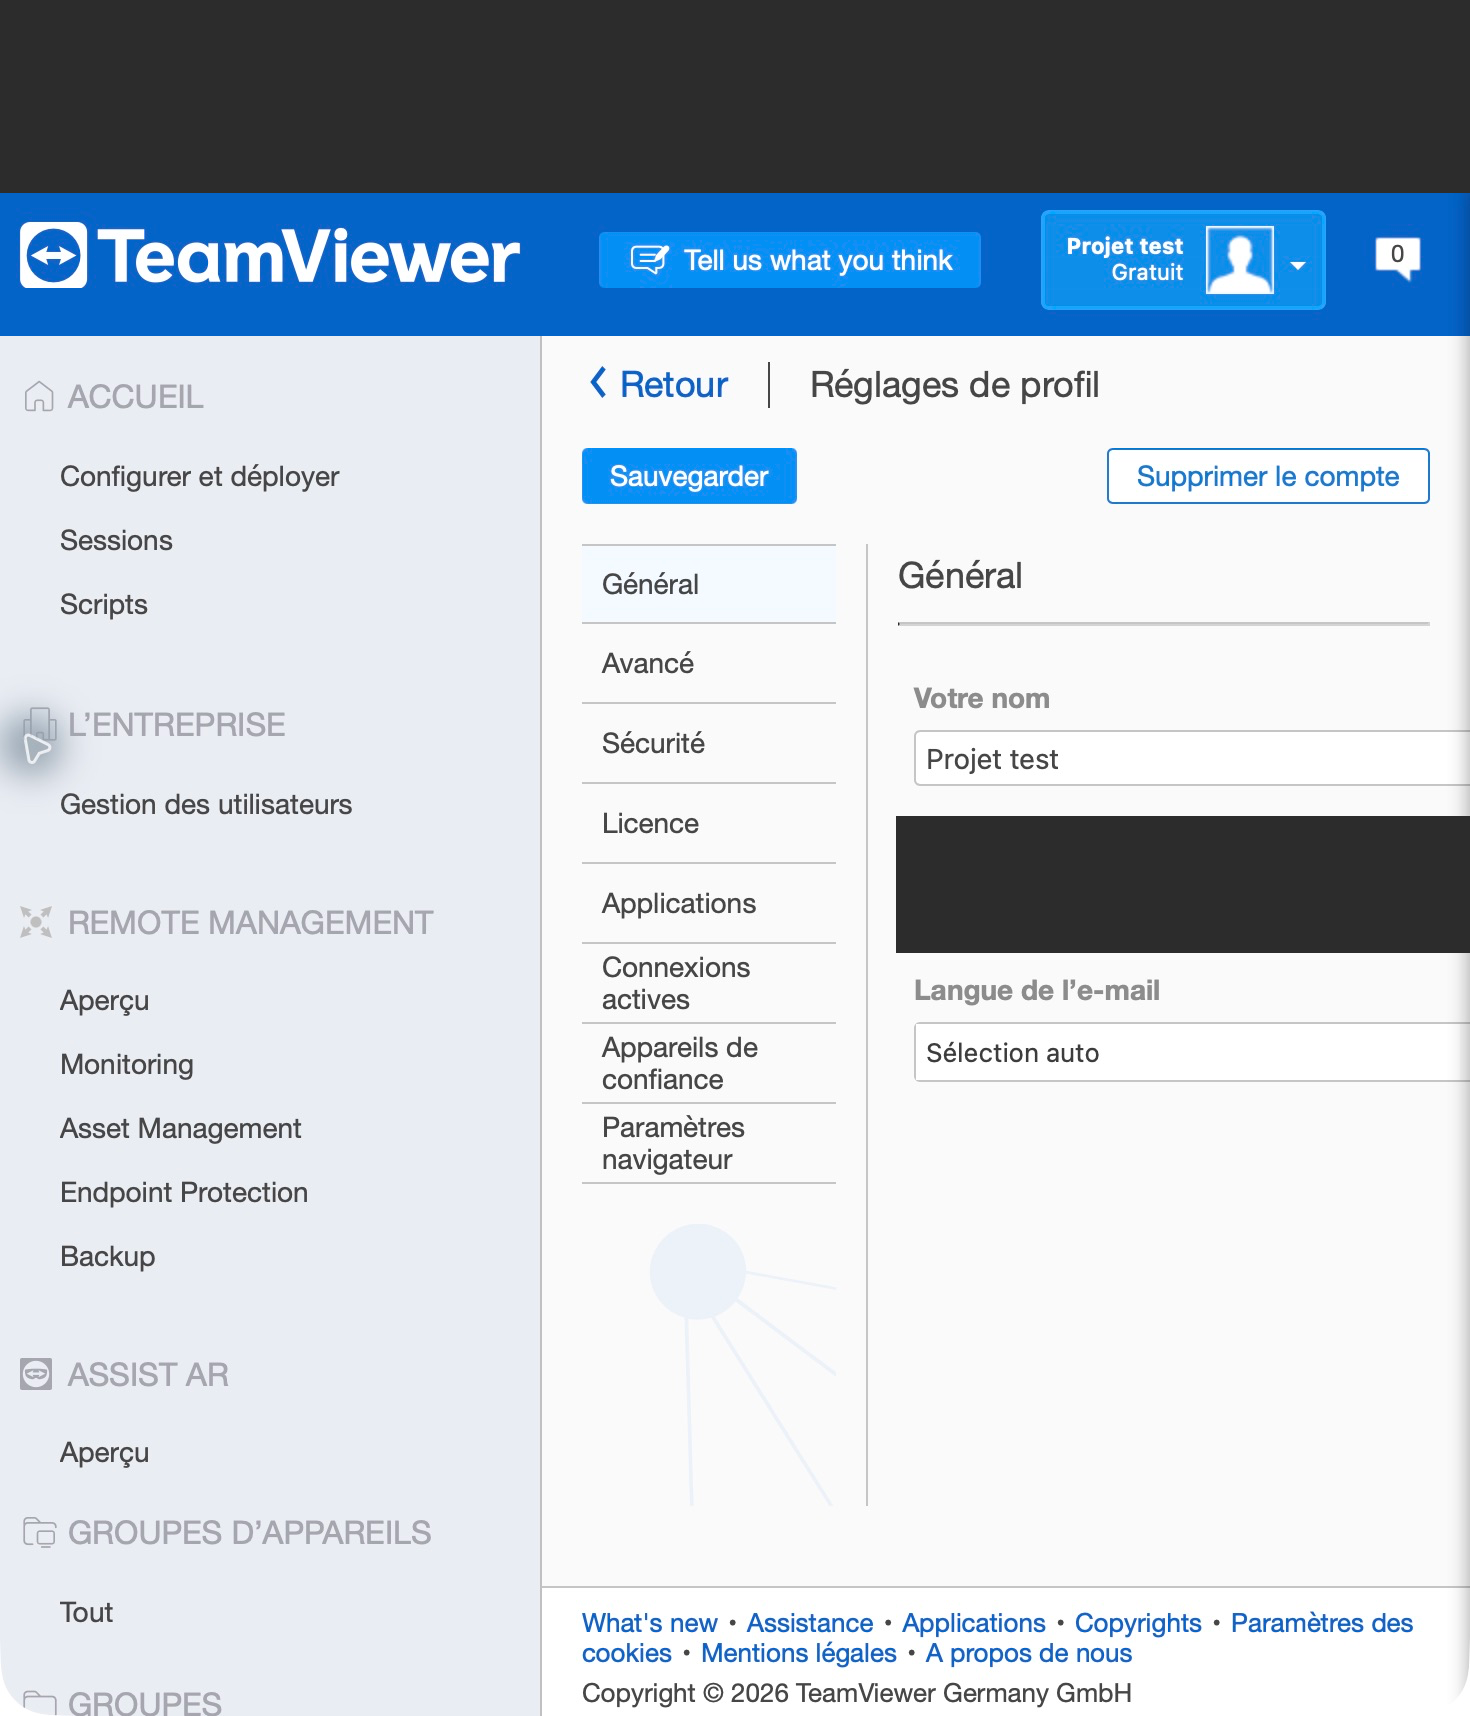 TeamViewer
Tell us what you think
Projet test
Gratuit
0
ACCUEIL
Configurer et déployer
Sessions
Scripts
L’ENTREPRISE
Gestion des utilisateurs
REMOTE MANAGEMENT
Aperçu
Monitoring
Asset Management
Endpoint Protection
Backup
ASSIST AR
Aperçu
GROUPES D’APPAREILS
Tout
GROUPES
Retour
Réglages de profil
Sauvegarder
Supprimer le compte
Général
Avancé
Sécurité
Licence
Applications
Connexions
actives
Appareils de
confiance
Paramètres
navigateur
Général
Votre nom
Projet test
Langue de l’e-mail
Sélection auto
What's new • Assistance • Applications • Copyrights • Paramètres des
cookies • Mentions légales • A propos de nous
Copyright © 2026 TeamViewer Germany GmbH